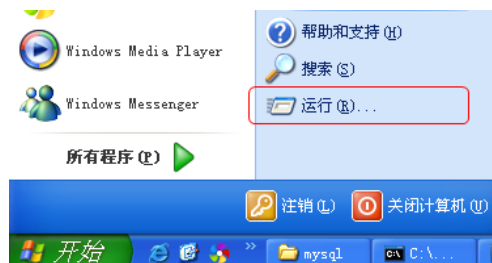 Windows Media Player
帮助和支持(H)
搜索(S)
Windows Messenger
运行(R)...
所有程序(P)
注销(L)
关闭计算机(U)
开始
»
mysql
C:\...